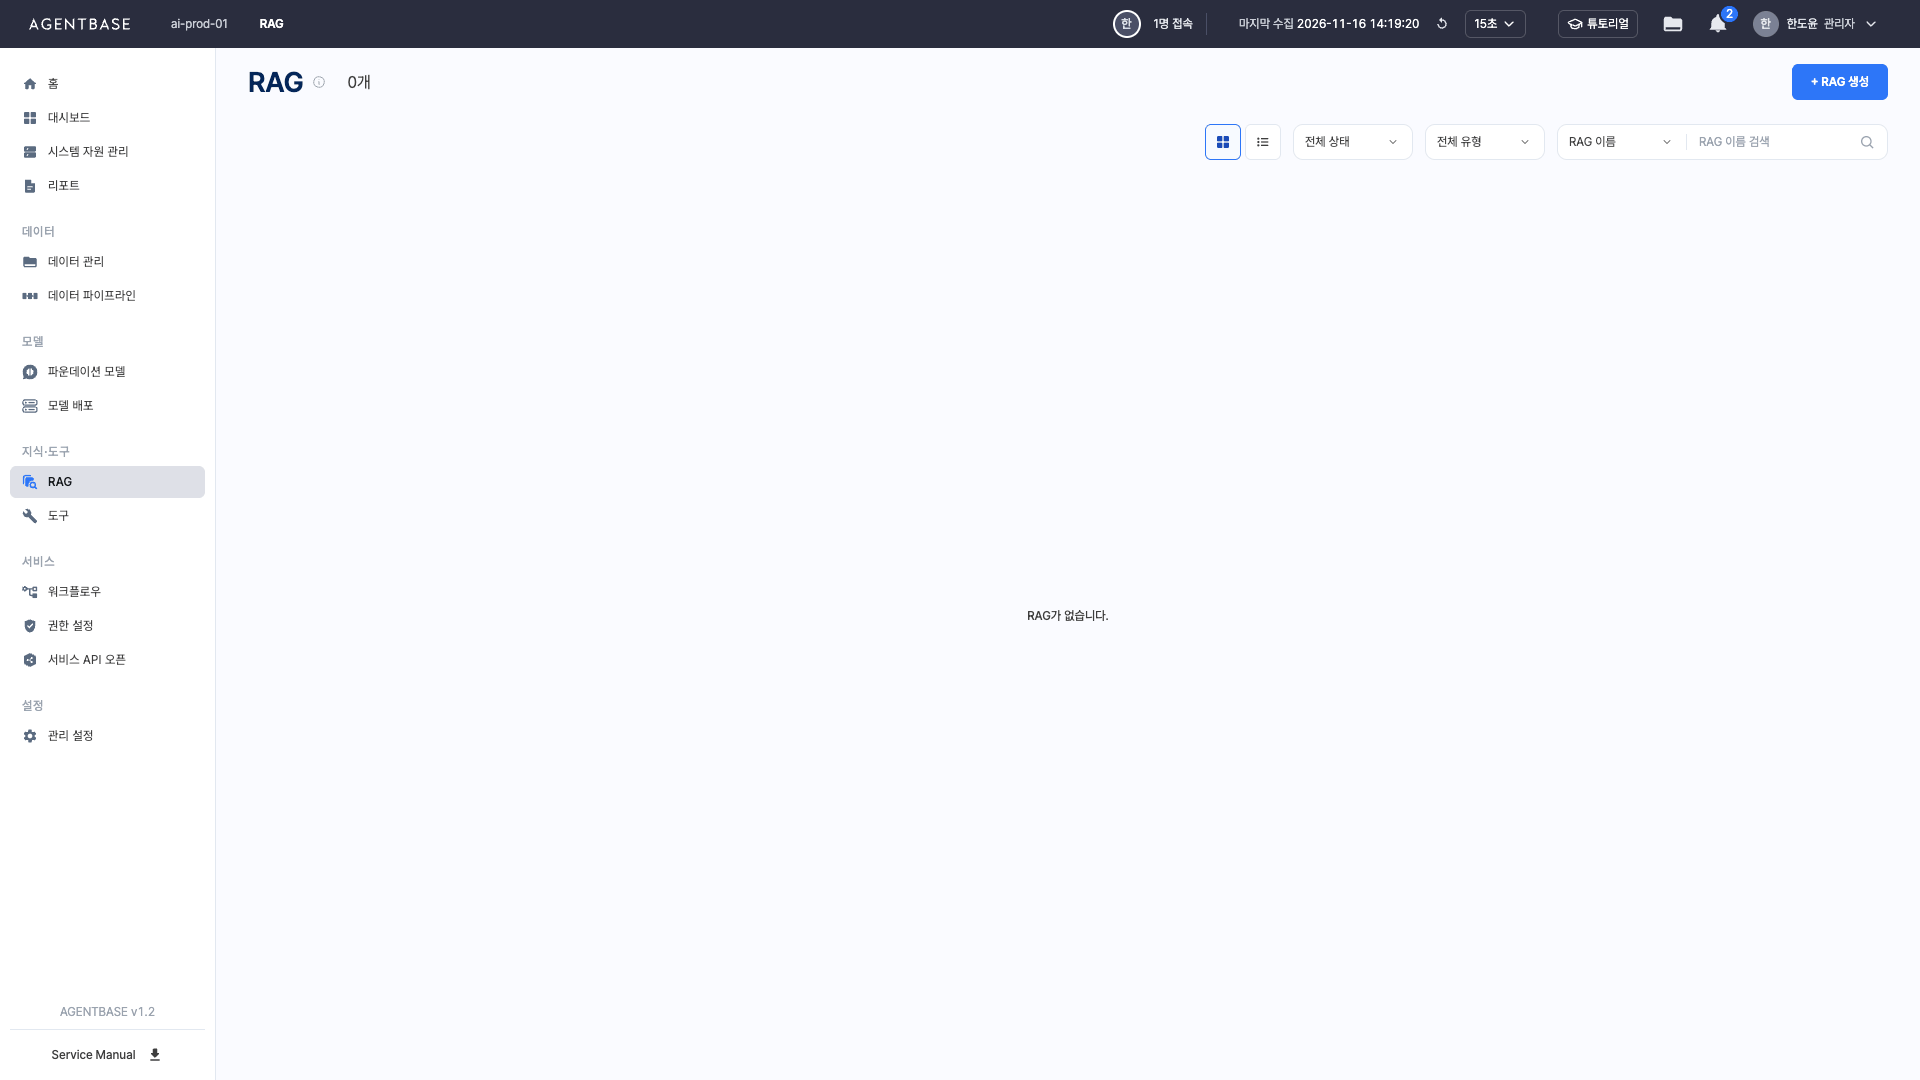 AGENTBASE
ai-prod-01
RAG
한
1명 접속
마지막 수집 2026-11-16 14:19:20
15초
튜토리얼
2
한
한도윤 관리자
홈
대시보드
시스템 자원 관리
리포트
데이터
데이터 관리
데이터 파이프라인
모델
파운데이션 모델
모델 배포
지식·도구
RAG
도구
서비스
워크플로우
권한 설정
서비스 API 오픈
설정
관리 설정
AGENTBASE v1.2
Service Manual
RAG
0개
+ RAG 생성
전체 상태
전체 유형
RAG 이름
RAG 이름 검색
RAG가 없습니다.